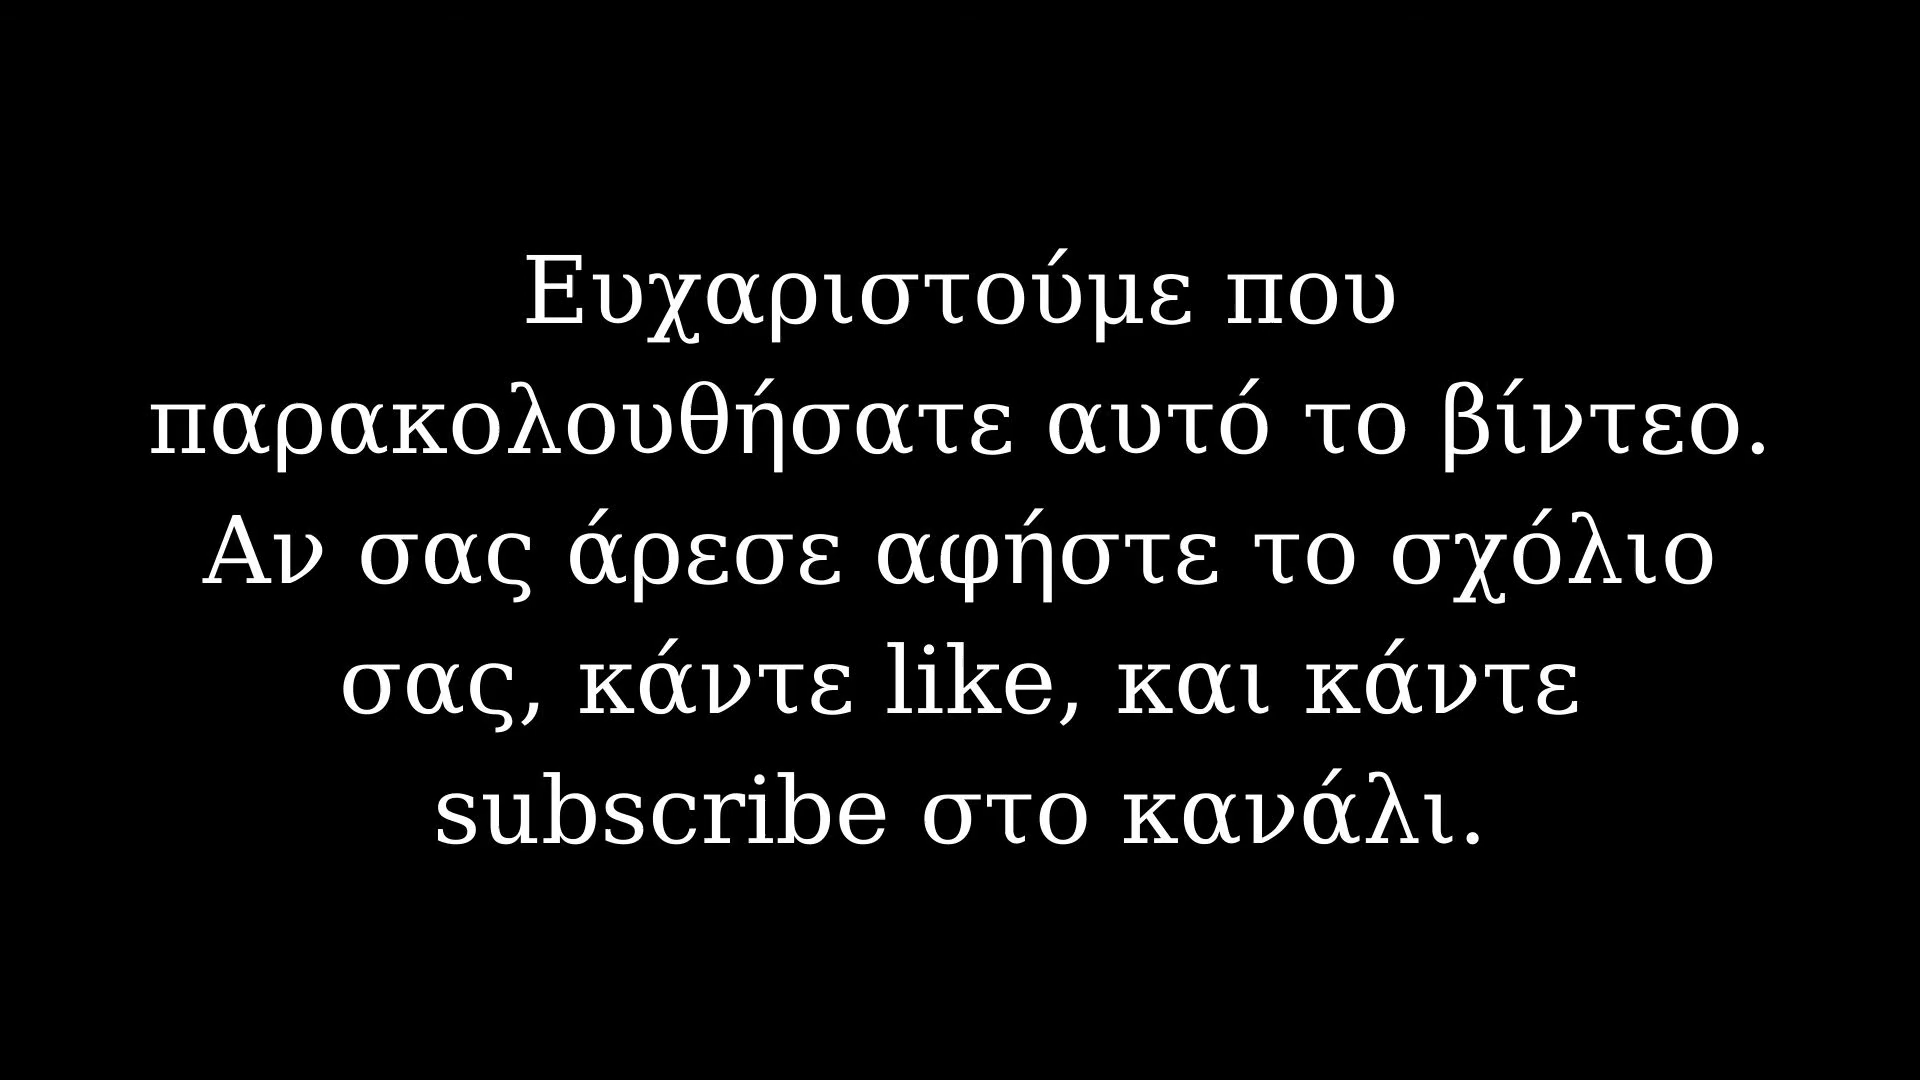 Ευχαριστούμε που
παρακολουθήσατε αυτό το βίντεο.
Αν σας άρεσε αφήστε το σχόλιο
σας, κάντε like, και κάντε
subscribe στο κανάλι.